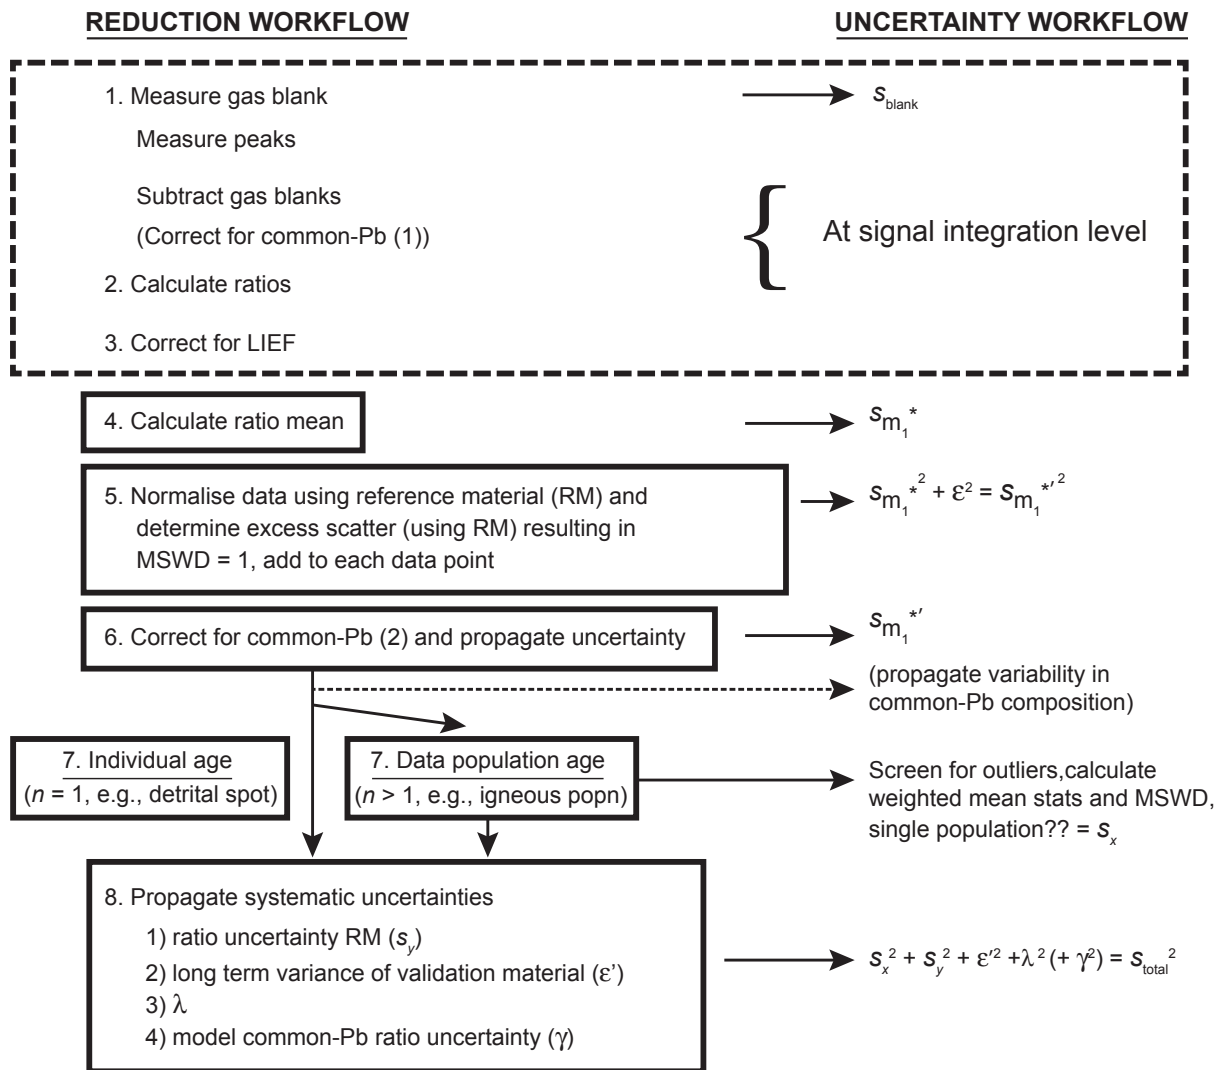 REDUCTION WORKFLOW
UNCERTAINTY WORKFLOW
1. Measure gas blank
s_blank
Measure peaks
Subtract gas blanks
(Correct for common-Pb (1))
{ At signal integration level
2. Calculate ratios
3. Correct for LIEF
4. Calculate ratio mean
s_m₁*
5. Normalise data using reference material (RM) and
determine excess scatter (using RM) resulting in
MSWD = 1, add to each data point
s_m₁*² + ε² = s_m₁*′²
6. Correct for common-Pb (2) and propagate uncertainty
s_m₁*′
(propagate variability in
common-Pb composition)
7. Individual age
(n = 1, e.g., detrital spot)
7. Data population age
(n > 1, e.g., igneous popn)
Screen for outliers,calculate
weighted mean stats and MSWD,
single population?? = s_x
8. Propagate systematic uncertainties
1) ratio uncertainty RM (s_y)
2) long term variance of validation material (ε’)
3) λ
4) model common-Pb ratio uncertainty (γ)
s_x² + s_y² + ε′² +λ² (+ γ²) = s_total²